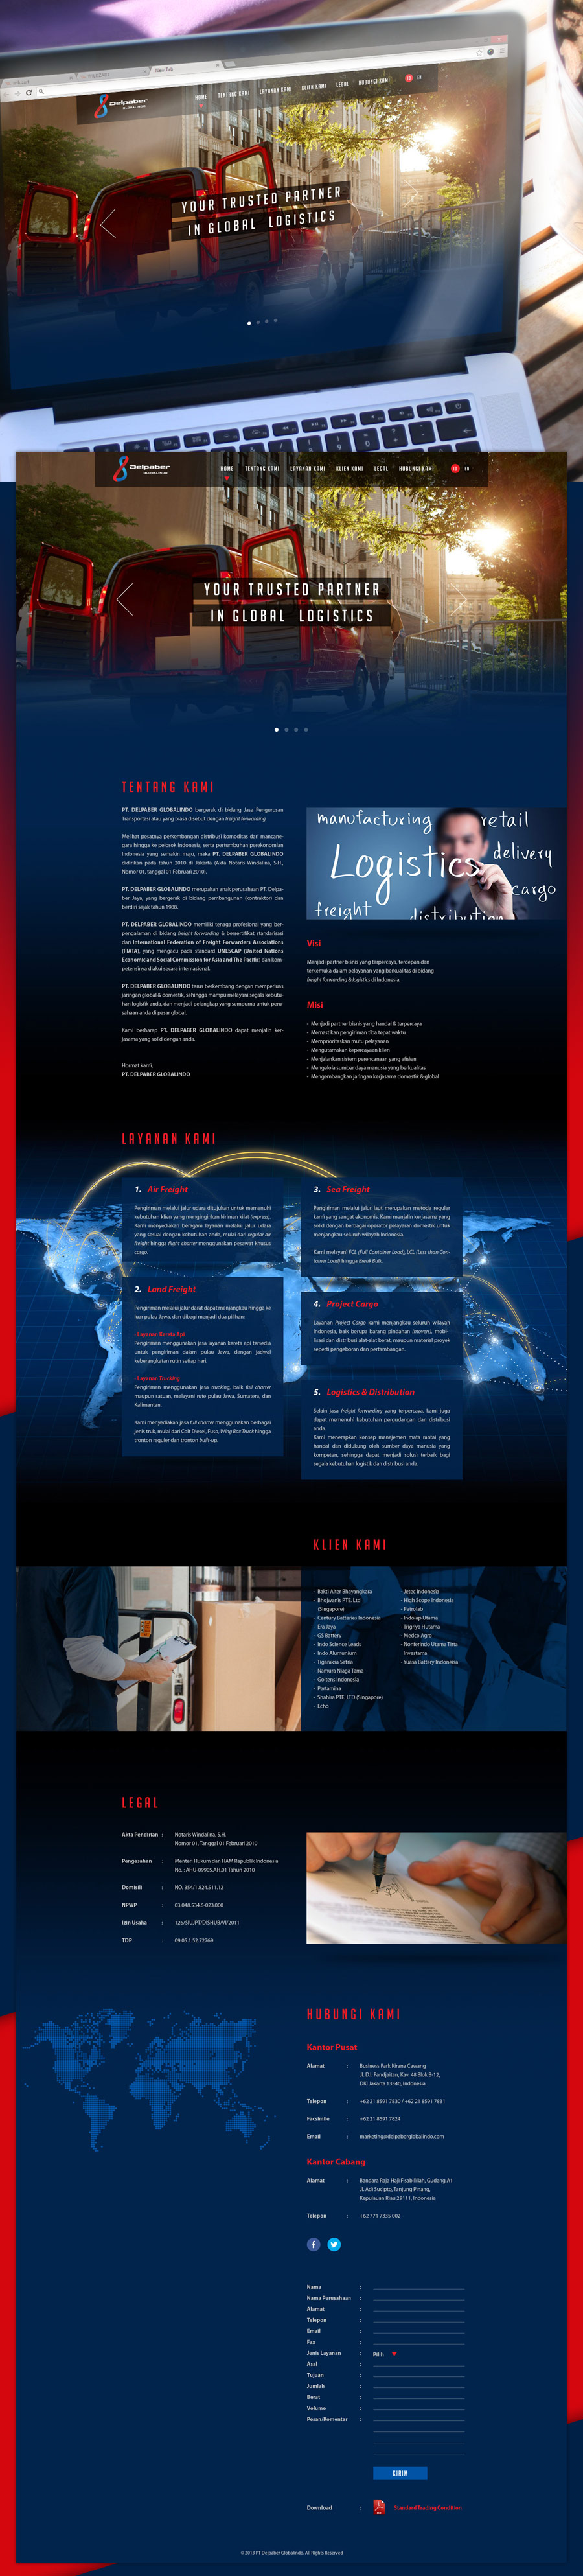 New Tab
Delpaber
GLOBALINDO
HOME
TENTANG KAMI
LAYANAN KAMI
KLIEN KAMI
LEGAL
HUBUNGI KAMI
ID
EN
YOUR TRUSTED PARTNER
IN GLOBAL LOGISTICS
Delpaber
GLOBALINDO
HOME
TENTANG KAMI
LAYANAN KAMI
KLIEN KAMI
LEGAL
HUBUNGI KAMI
ID
EN
YOUR TRUSTED PARTNER
IN GLOBAL LOGISTICS
TENTANG KAMI
PT. DELPABER GLOBALINDO bergerak di bidang Jasa Pengurusan
Transportasi atau yang biasa disebut dengan freight forwarding.
Melihat pesatnya perkembangan distribusi komoditas dari mancane-
gara hingga ke pelosok Indonesia, serta pertumbuhan perekonomian
Indonesia yang semakin maju, maka PT. DELPABER GLOBALINDO
didirikan pada tahun 2010 di Jakarta (Akta Notaris Windalina, S.H.,
Nomor 01, tanggal 01 Februari 2010).
PT. DELPABER GLOBALINDO merupakan anak perusahaan PT. Delpa-
ber Jaya, yang bergerak di bidang pembangunan (kontraktor) dan
berdiri sejak tahun 1988.
PT. DELPABER GLOBALINDO memiliki tenaga profesional yang ber-
pengalaman di bidang freight forwarding & bersertifikat standarisasi
dari International Federation of Freight Forwarders Associations
(FIATA), yang mengacu pada standard UNESCAP (United Nations
Economic and Social Commission for Asia and The Pacific) dan kom-
petensinya diakui secara internasional.
PT. DELPABER GLOBALINDO terus berkembang dengan memperluas
jaringan global & domestik, sehingga mampu melayani segala kebutu-
han logistik anda, dan menjadi pelengkap yang sempurna untuk peru-
sahaan anda di pasar global.
Kami berharap PT. DELPABER GLOBALINDO dapat menjalin ker-
jasama yang solid dengan anda.
Hormat kami,
PT. DELPABER GLOBALINDO
manufacturing
retail
Logistics
delivery
cargo
freight
distribution
Visi
Menjadi partner bisnis yang terpercaya, terdepan dan
terkemuka dalam pelayanan yang berkualitas di bidang
freight forwarding & logistics di Indonesia.
Misi
- Menjadi partner bisnis yang handal & terpercaya
- Memastikan pengiriman tiba tepat waktu
- Memprioritaskan mutu pelayanan
- Mengutamakan kepercayaan klien
- Menjalankan sistem perencanaan yang efisien
- Mengelola sumber daya manusia yang berkualitas
- Mengembangkan jaringan kerjasama domestik & global
LAYANAN KAMI
1. Air Freight
Pengiriman melalui jalur udara ditujukan untuk memenuhi
kebutuhan klien yang menginginkan kiriman kilat (express).
Kami menyediakan beragam layanan melalui jalur udara
yang sesuai dengan kebutuhan anda, mulai dari regular air
freight hingga flight charter menggunakan pesawat khusus
cargo.
2. Land Freight
Pengiriman melalui jalur darat dapat menjangkau hingga ke
luar pulau Jawa, dan dibagi menjadi dua pilihan:
- Layanan Kereta Api
Pengiriman menggunakan jasa layanan kereta api tersedia
untuk pengiriman dalam pulau Jawa, dengan jadwal
keberangkatan rutin setiap hari.
- Layanan Trucking
Pengiriman menggunakan jasa trucking, baik full charter
maupun satuan, melayani rute pulau Jawa, Sumatera, dan
Kalimantan.
Kami menyediakan jasa full charter menggunakan berbagai
jenis truk, mulai dari Colt Diesel, Fuso, Wing Box Truck hingga
tronton reguler dan tronton built-up.
3. Sea Freight
Pengiriman melalui jalur laut merupakan metode reguler
kami yang sangat ekonomis. Kami menjalin kerjasama yang
solid dengan berbagai operator pelayaran domestik untuk
menjangkau seluruh wilayah Indonesia.
Kami melayani FCL (Full Container Load), LCL (Less than Con-
tainer Load) hingga Break Bulk.
4. Project Cargo
Layanan Project Cargo kami menjangkau seluruh wilayah
Indonesia, baik berupa barang pindahan (movers), mobi-
lisasi dan distribusi alat-alat berat, maupun material proyek
seperti pengeboran dan pertambangan.
5. Logistics & Distribution
Selain jasa freight forwarding yang terpercaya, kami juga
dapat memenuhi kebutuhan pergudangan dan distribusi
anda.
Kami menerapkan konsep manajemen mata rantai yang
handal dan didukung oleh sumber daya manusia yang
kompeten, sehingga dapat menjadi solusi terbaik bagi
segala kebutuhan logistik dan distribusi anda.
KLIEN KAMI
- Bakti Alter Bhayangkara
- Bhojwanis PTE. Ltd
(Singapore)
- Century Batteries Indonesia
- Era Jaya
- GS Battery
- Indo Science Leads
- Indo Alumunium
- Tigaraksa Satria
- Namura Niaga Tama
- Goltens Indonesia
- Pertamina
- Shahira PTE. LTD (Singapore)
- Echo
- Jetec Indonesia
- High Scope Indonesia
- Petrolab
- Indolap Utama
- Trigriya Hutama
- Medco Agro
- Nonferindo Utama Tirta
Investama
- Yuasa Battery Indonesia
LEGAL
Akta Pendirian : Notaris Windalina, S.H.
Nomor 01, Tanggal 01 Februari 2010
Pengesahan : Menteri Hukum dan HAM Republik Indonesia
No. : AHU-09905.AH.01 Tahun 2010
Domisili : NO. 354/1.824.511.12
NPWP : 03.048.534.6-023.000
Izin Usaha : 126/SIUJPT/DISHUB/VI/2011
TDP : 09.05.1.52.72769
HUBUNGI KAMI
Kantor Pusat
Alamat : Business Park Kirana Cawang
Jl. D.I. Pandjaitan, Kav. 48 Blok B-12,
DKI Jakarta 13340, Indonesia.
Telepon : +62 21 8591 7830 / +62 21 8591 7831
Facsimile : +62 21 8591 7824
Email : marketing@delpaberglobalindo.com
Kantor Cabang
Alamat : Bandara Raja Haji Fisabilillah, Gudang A1
Jl. Adi Sucipto, Tanjung Pinang,
Kepulauan Riau 29111, Indonesia
Telepon : +62 771 7335 002
Nama :
Nama Perusahaan :
Alamat :
Telepon :
Email :
Fax :
Jenis Layanan : Pilih
Asal :
Tujuan :
Jumlah :
Berat :
Volume :
Pesan/Komentar :
KIRIM
Download : Standard Trading Condition
© 2013 PT Delpaber Globalindo. All Rights Reserved